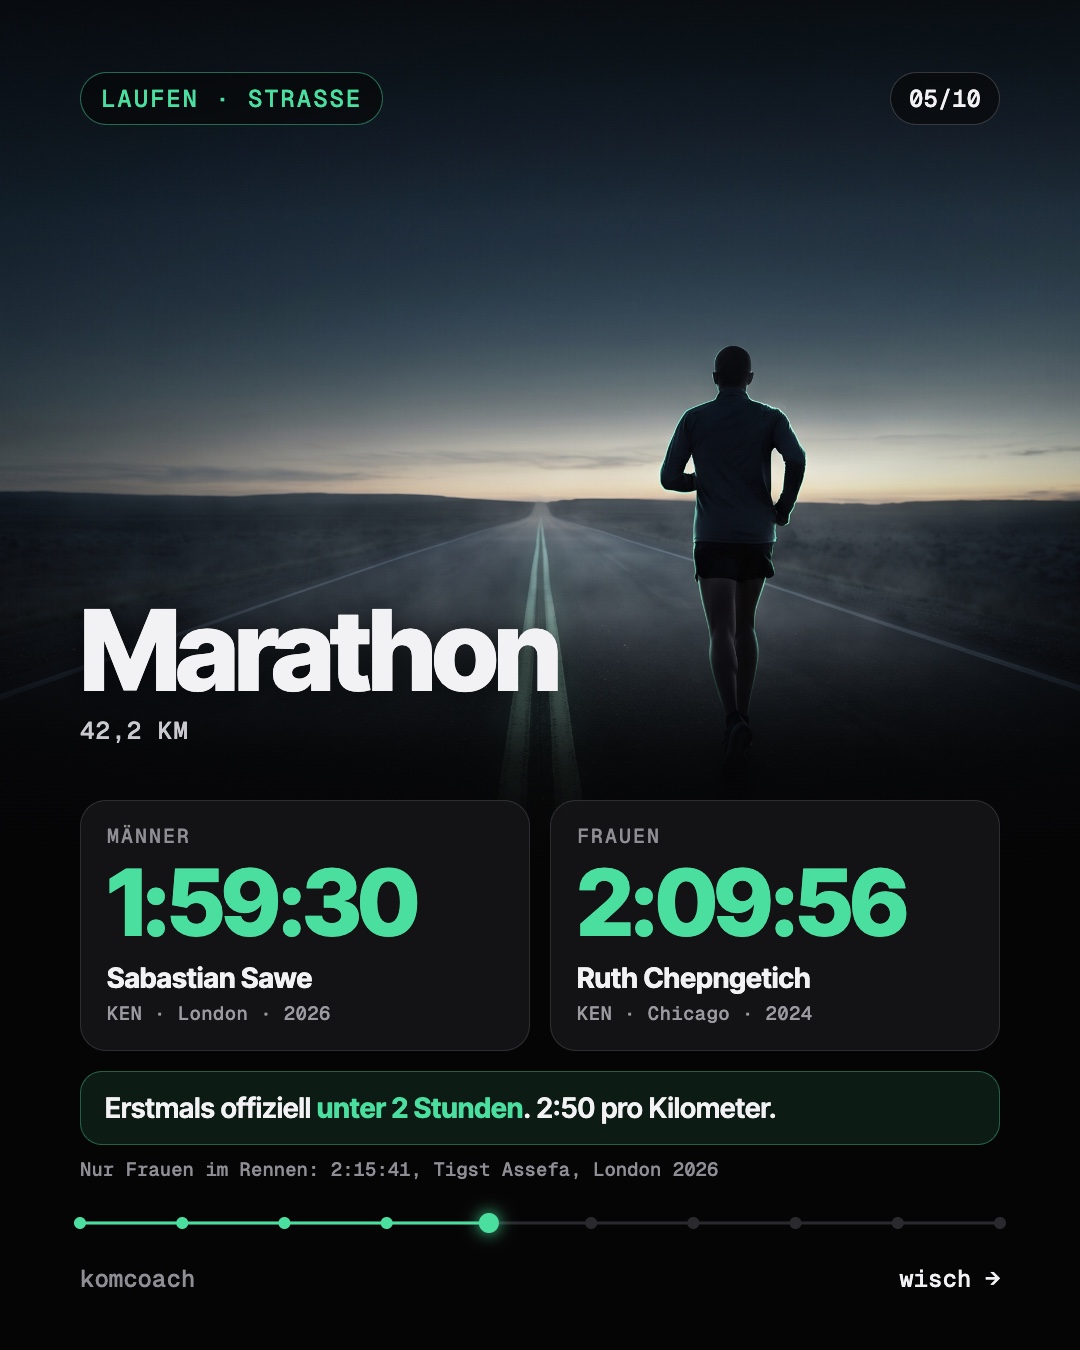 LAUFEN · STRASSE
05/10
Marathon
42,2 KM
MÄNNER
1:59:30
Sabastian Sawe
KEN · London · 2026
FRAUEN
2:09:56
Ruth Chepngetich
KEN · Chicago · 2024
Erstmals offiziell unter 2 Stunden. 2:50 pro Kilometer.
Nur Frauen im Rennen: 2:15:41, Tigst Assefa, London 2026
komcoach
wisch →